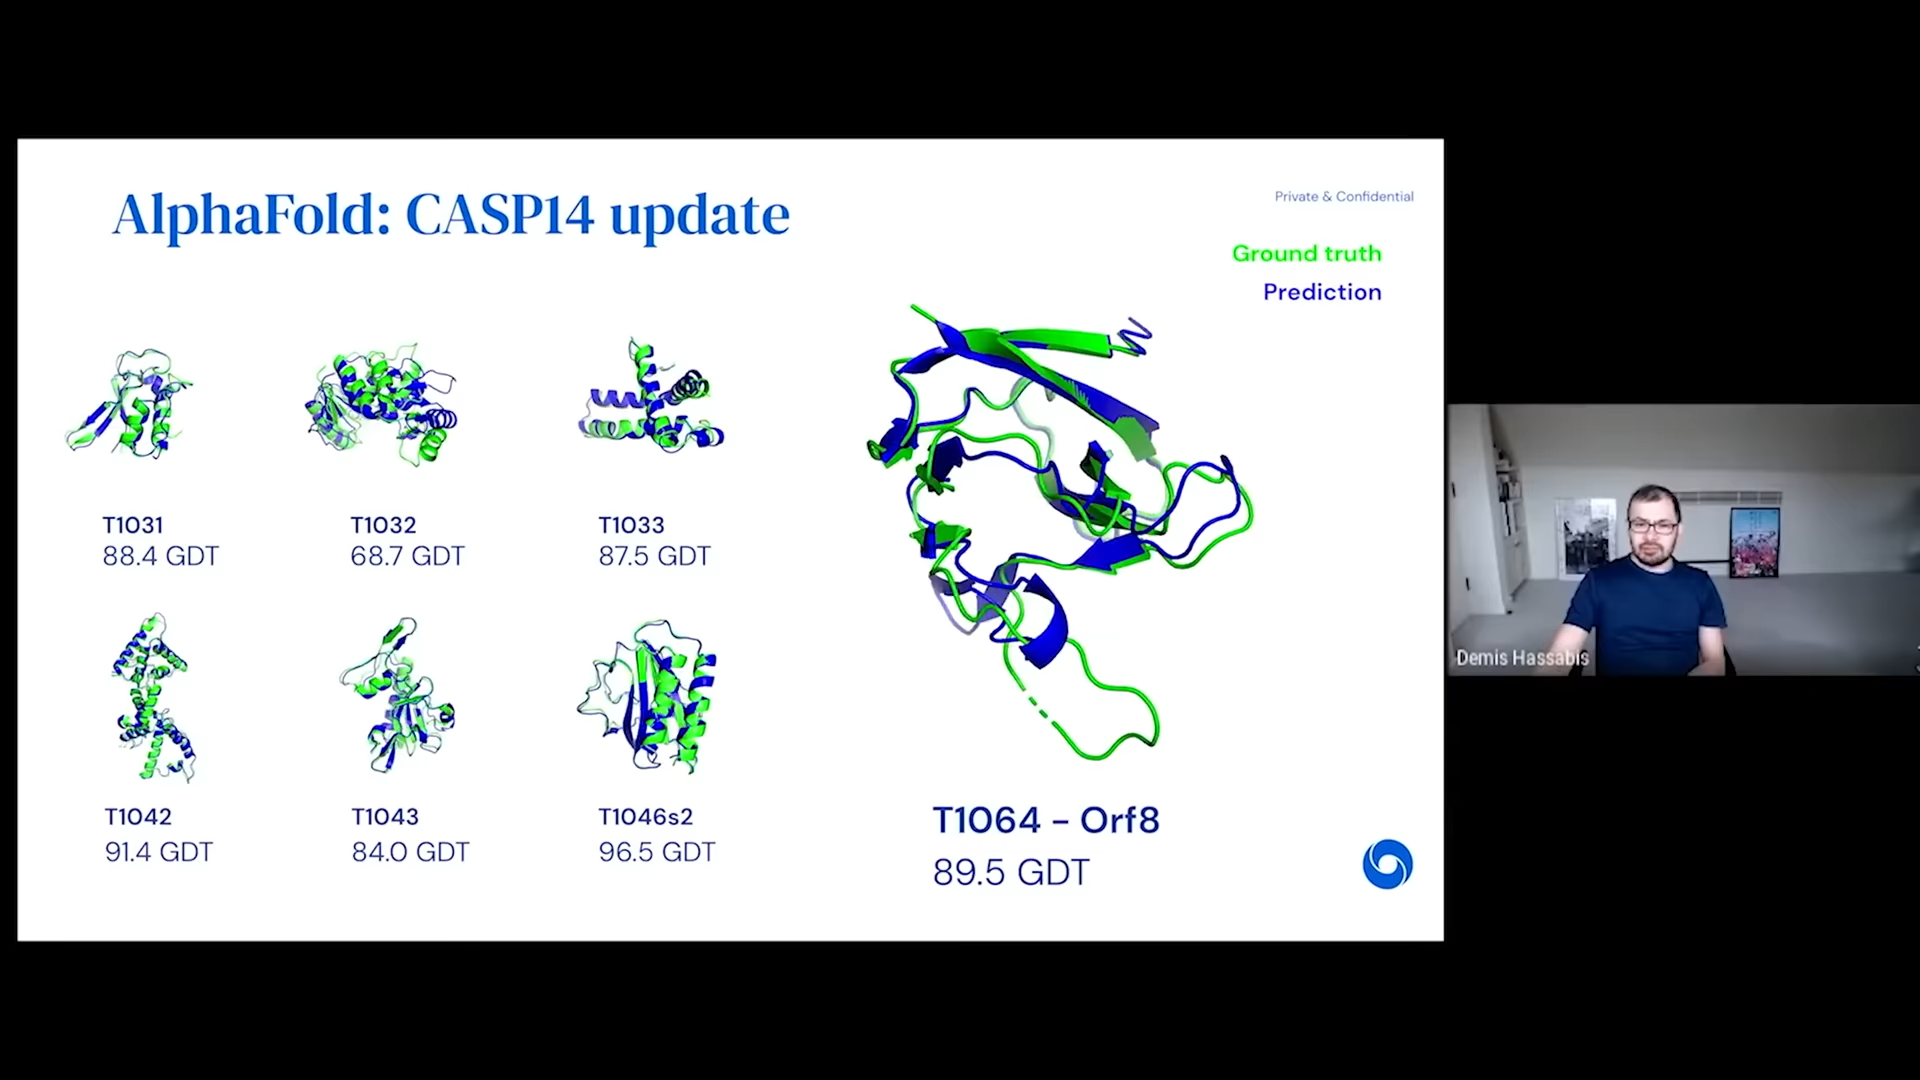 AlphaFold: CASP14 update
Private & Confidential
Ground truth
Prediction
T1031
88.4 GDT
T1032
68.7 GDT
T1033
87.5 GDT
T1042
91.4 GDT
T1043
84.0 GDT
T1046s2
96.5 GDT
T1064 – Orf8
89.5 GDT
Demis Hassabis